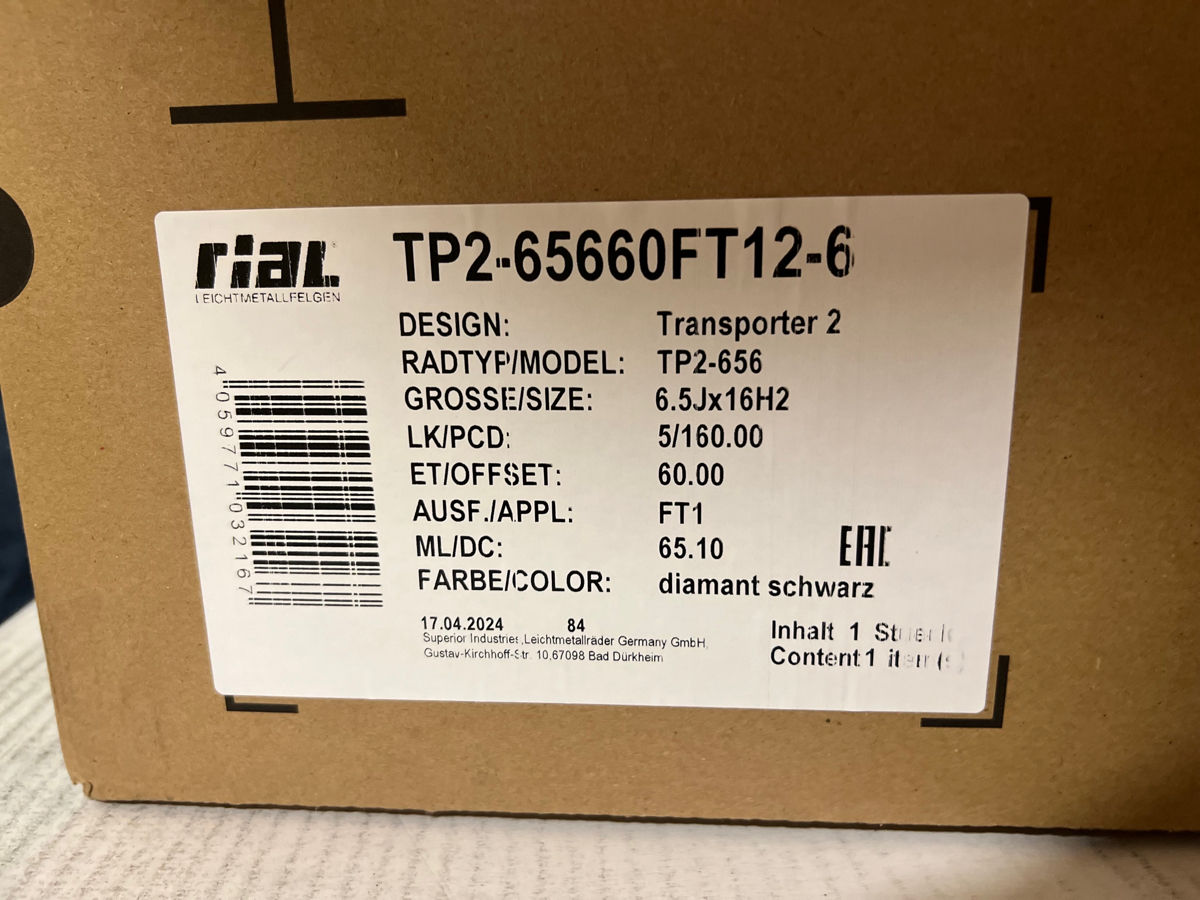 rial
LEICHTMETALLFELGEN
TP2-65660FT12-6
DESIGN: Transporter 2
RADTYP/MODEL: TP2-656
GROSSE/SIZE: 6.5Jx16H2
LK/PCD: 5/160.00
ET/OFFSET: 60.00
AUSF./APPL: FT1
ML/DC: 65.10
FARBE/COLOR: diamant schwarz
EAC
4059771032167
17.04.2024 84
Superior Industries Leichtmetallräder Germany GmbH,
Gustav-Kirchhoff-Str. 10,67098 Bad Dürkheim
Inhalt 1 Stueck
Content 1 item(s)